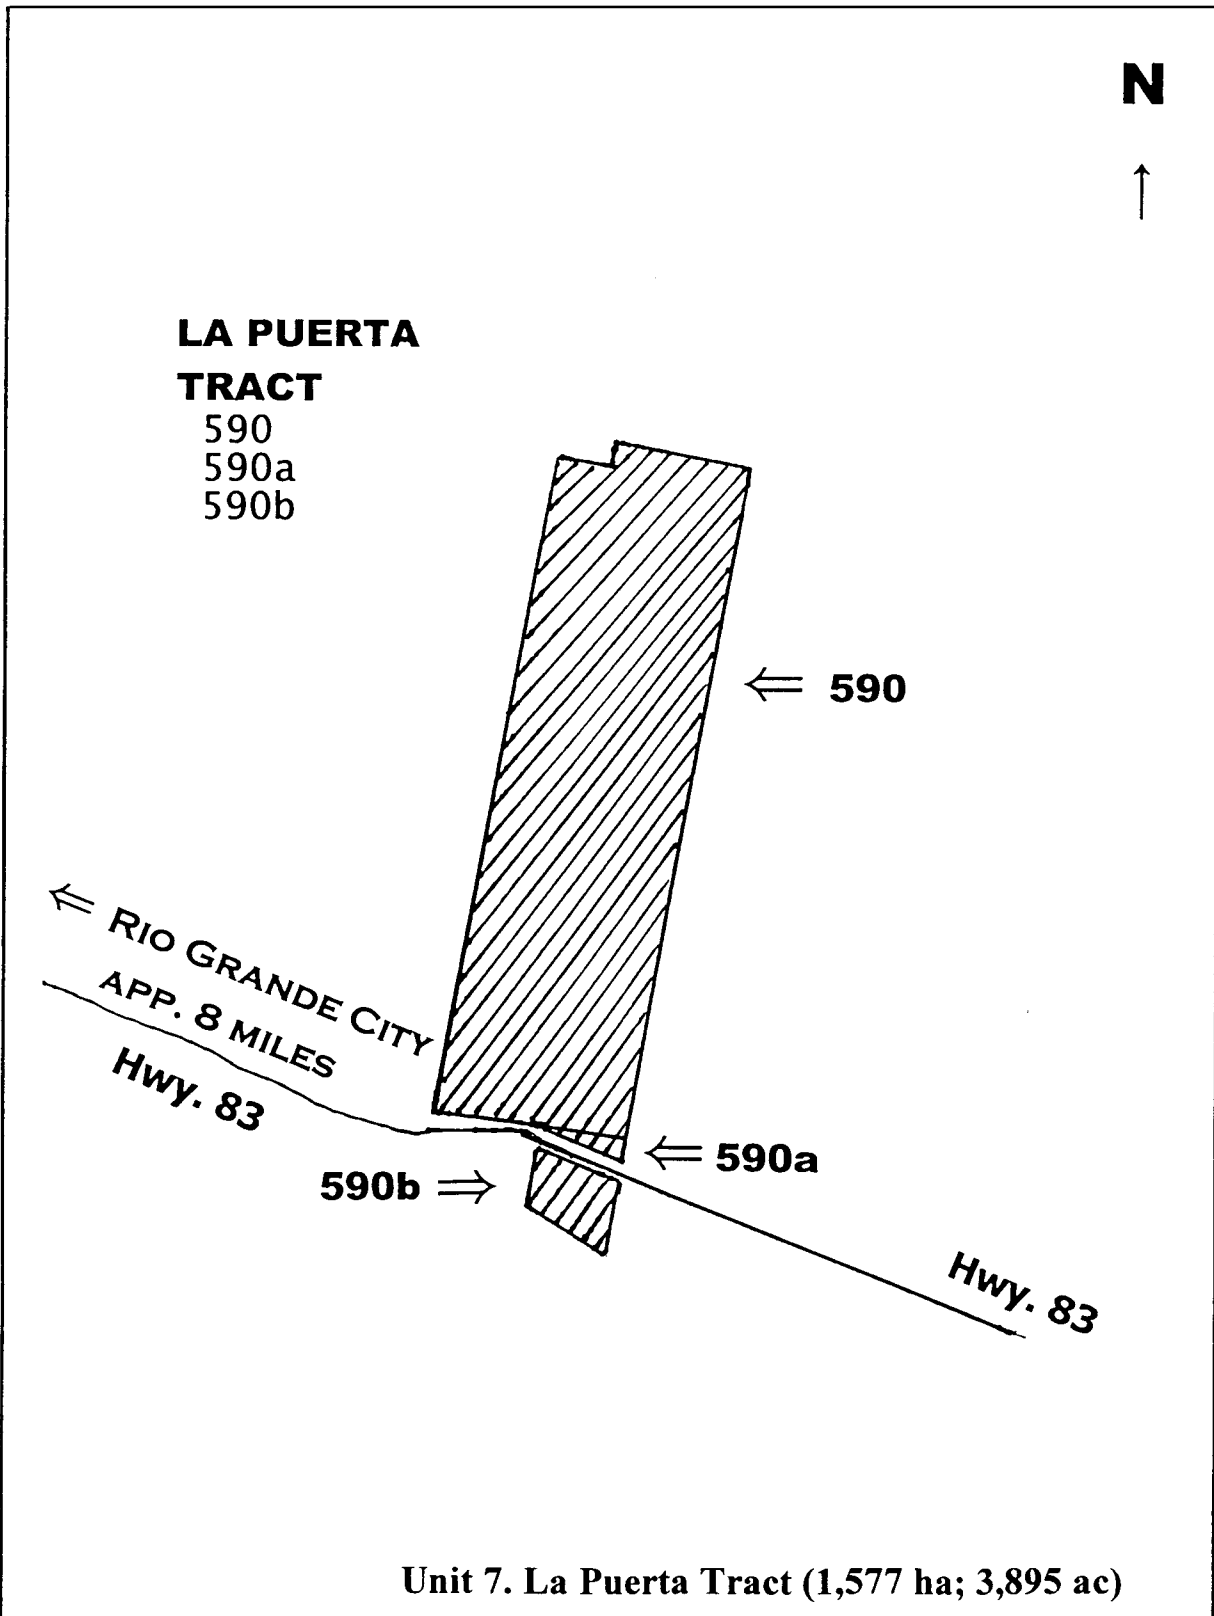 N
LA PUERTA
TRACT
590
590a
590b
590
RIO GRANDE CITY
APP. 8 MILES
Hwy. 83
590a
590b
Hwy. 83
Unit 7. La Puerta Tract (1,577 ha; 3,895 ac)